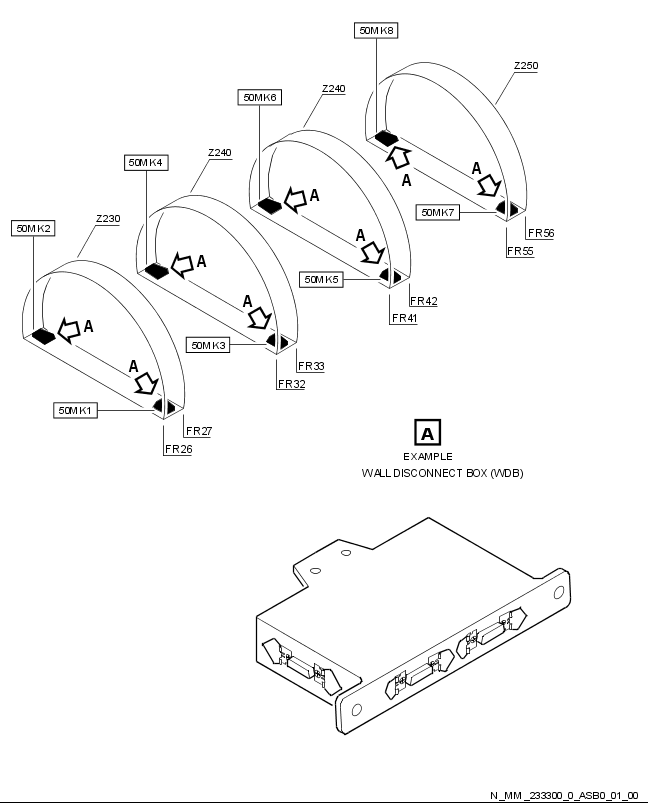 50MK8
Z250
50MK6
Z240
50MK4
Z240
A
A
50MK2
Z230
A
50MK7
A
FR56
FR55
A
50MK5
A
FR42
A
FR41
50MK3
FR33
A
FR32
50MK1
FR27
FR26
A
EXAMPLE
WALL DISCONNECT BOX (WDB)
N_MM_233300_0_ASB0_01_00